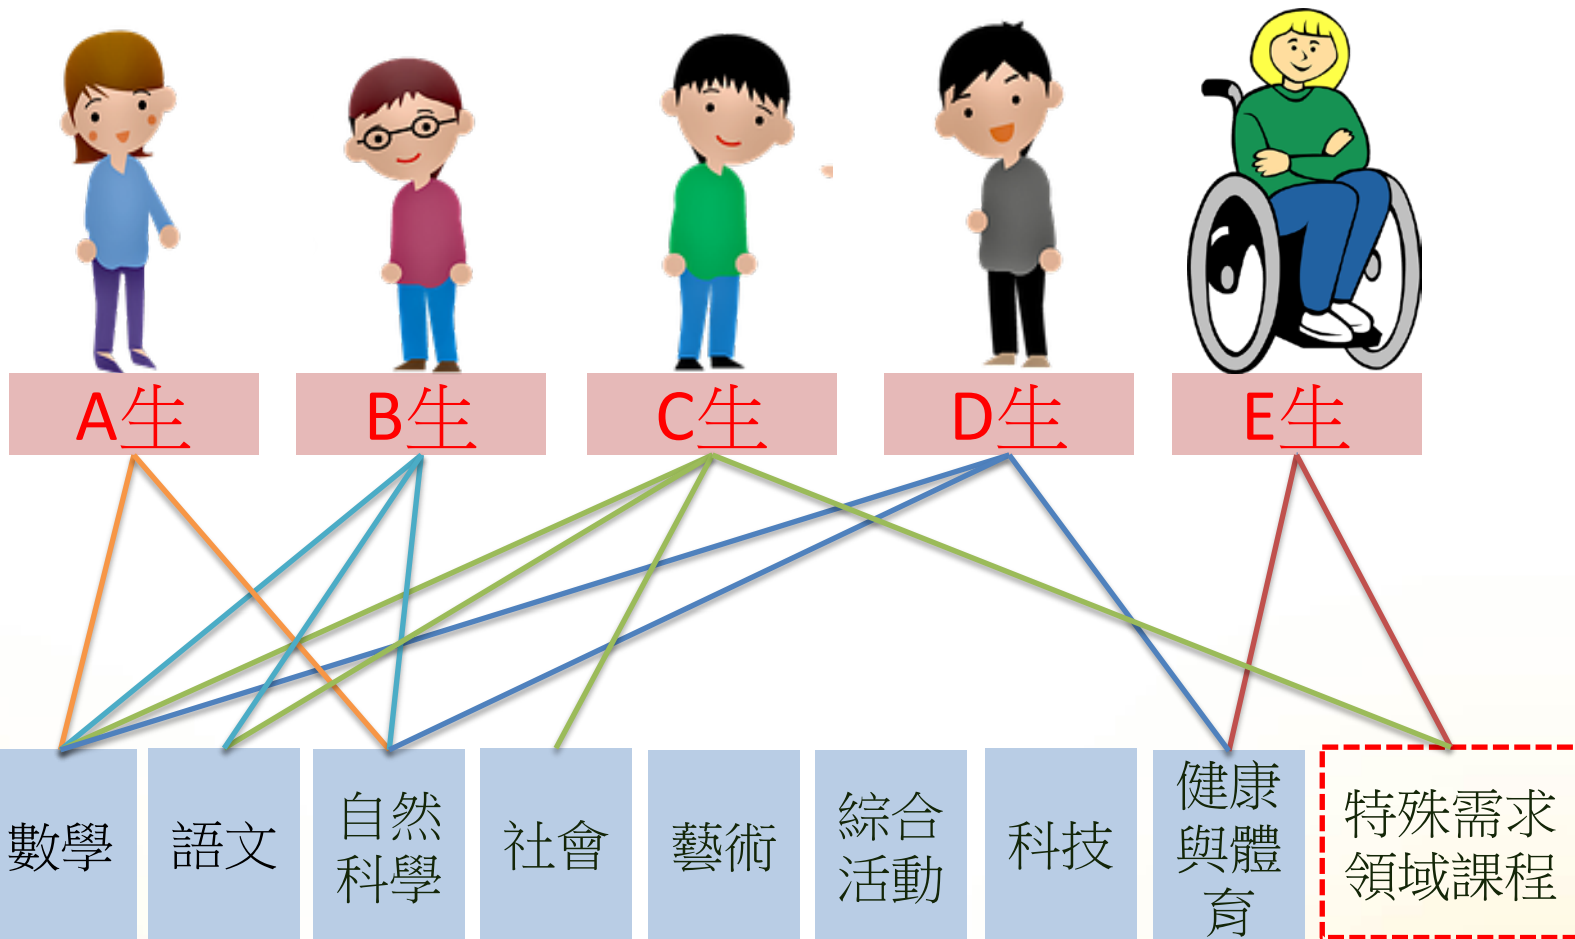 A生
B生
C生
D生
E生
數學
語文
自然
科學
社會
藝術
綜合
活動
科技
健康
與體
育
特殊需求
領域課程